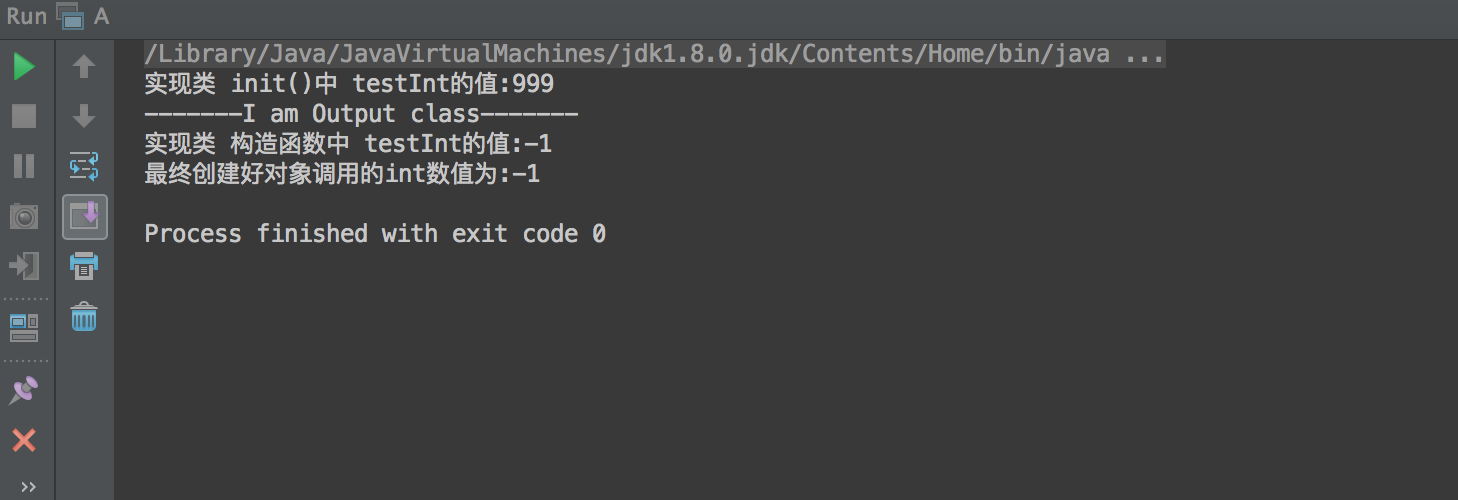 Run A
/Library/Java/JavaVirtualMachines/jdk1.8.0.jdk/Contents/Home/bin/java ...
实现类 init()中 testInt的值:999
-------I am Output class-------
实现类 构造函数中 testInt的值:-1
最终创建好对象调用的int数值为:-1
Process finished with exit code 0